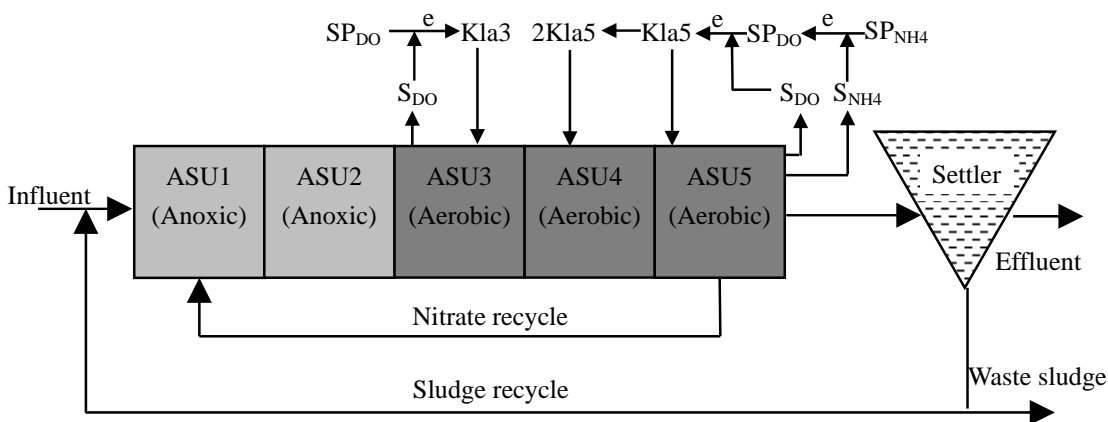 e e e
SP_DO Kla3 2Kla5 Kla5 SP_DO SP_NH4
S_DO S_DO S_NH4
ASU1 ASU2 ASU3 ASU4 ASU5 Settler
Influent (Anoxic) (Anoxic) (Aerobic) (Aerobic) (Aerobic)
Effluent
Nitrate recycle
Waste sludge
Sludge recycle